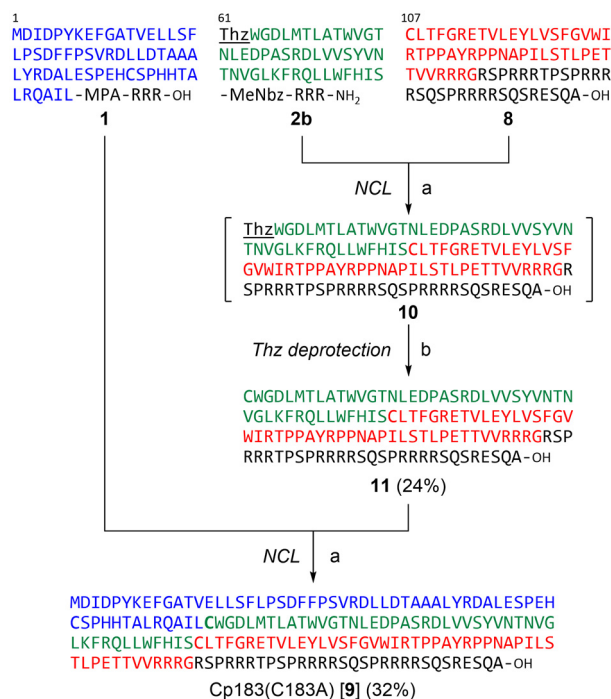 1
MDIDPYKEFGATVELLSF
LPSDFFPSVRDLLDTAAA
LYRDALESPEHCSPHHTA
LRQAIL-MPA-RRR-OH
1
61
ThzWGDLMTLATWVGT
NLEDPASRDLVVSYVN
TNVGLKFRQLLWFHIS
-MeNbz-RRR-NH₂
2b
107
CLTFGRETVLEYLVSFGVWI
RTPPAYRPPNAPILSTLPET
TVVRRRGRSPRRRTPSPRRR
RSQSPRRRRSQSRESQA-OH
8
NCL a
ThzWGDLMTLATWVGTNLEDPASRDLVVSYVN
TNVGLKFRQLLWFHISCLTFGRETVLEYLVSF
GVWIRTPPAYRPPNAPILSTLPETTVVRRRGR
SPRRRTPSPRRRRSQSPRRRRSQSRESQA-OH
10
Thz deprotection b
CWGDLMTLATWVGTNLEDPASRDLVVSYVNTN
VGLKFRQLLWFHISCLTFGRETVLEYLVSFGV
WIRTPPAYRPPNAPILSTLPETTVVRRRGRSP
RRRTPSPRRRRSQSPRRRRSQSRESQA-OH
11 (24%)
NCL a
MDIDPYKEFGATVELLSFLPSDFFPSVRDLLDTAAALYRDALESPEH
CSPHHTALRQAILCWGDLMTLATWVGTNLEDPASRDLVVSYVNTNVG
LKFRQLLWFHISCLTFGRETVLEYLVSFGVWIRTPPAYRPPNAPILS
TLPETTVVRRRGRSPRRRTPSPRRRRSQSPRRRRSQSRESQA-OH
Cp183(C183A) [9] (32%)